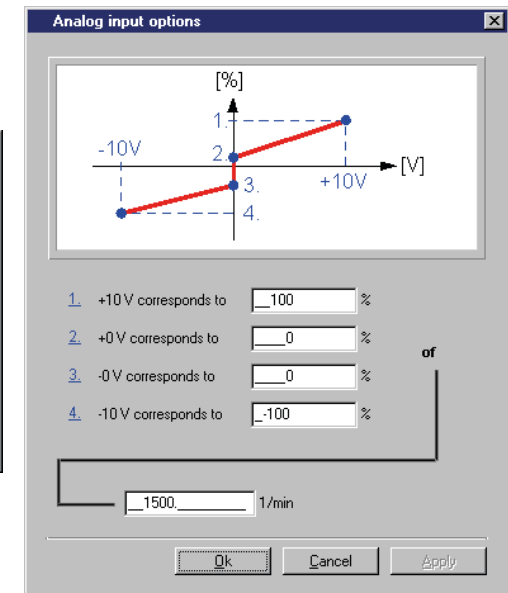 Analog input options
[%]
1.
-10V
2.
[V]
3.
+10V
4.
1. +10 V corresponds to __100 %
2. +0 V corresponds to ____0 %
of
3. -0 V corresponds to ____0 %
4. -10 V corresponds to _-100 %
__1500.________ 1/min
Ok Cancel Apply